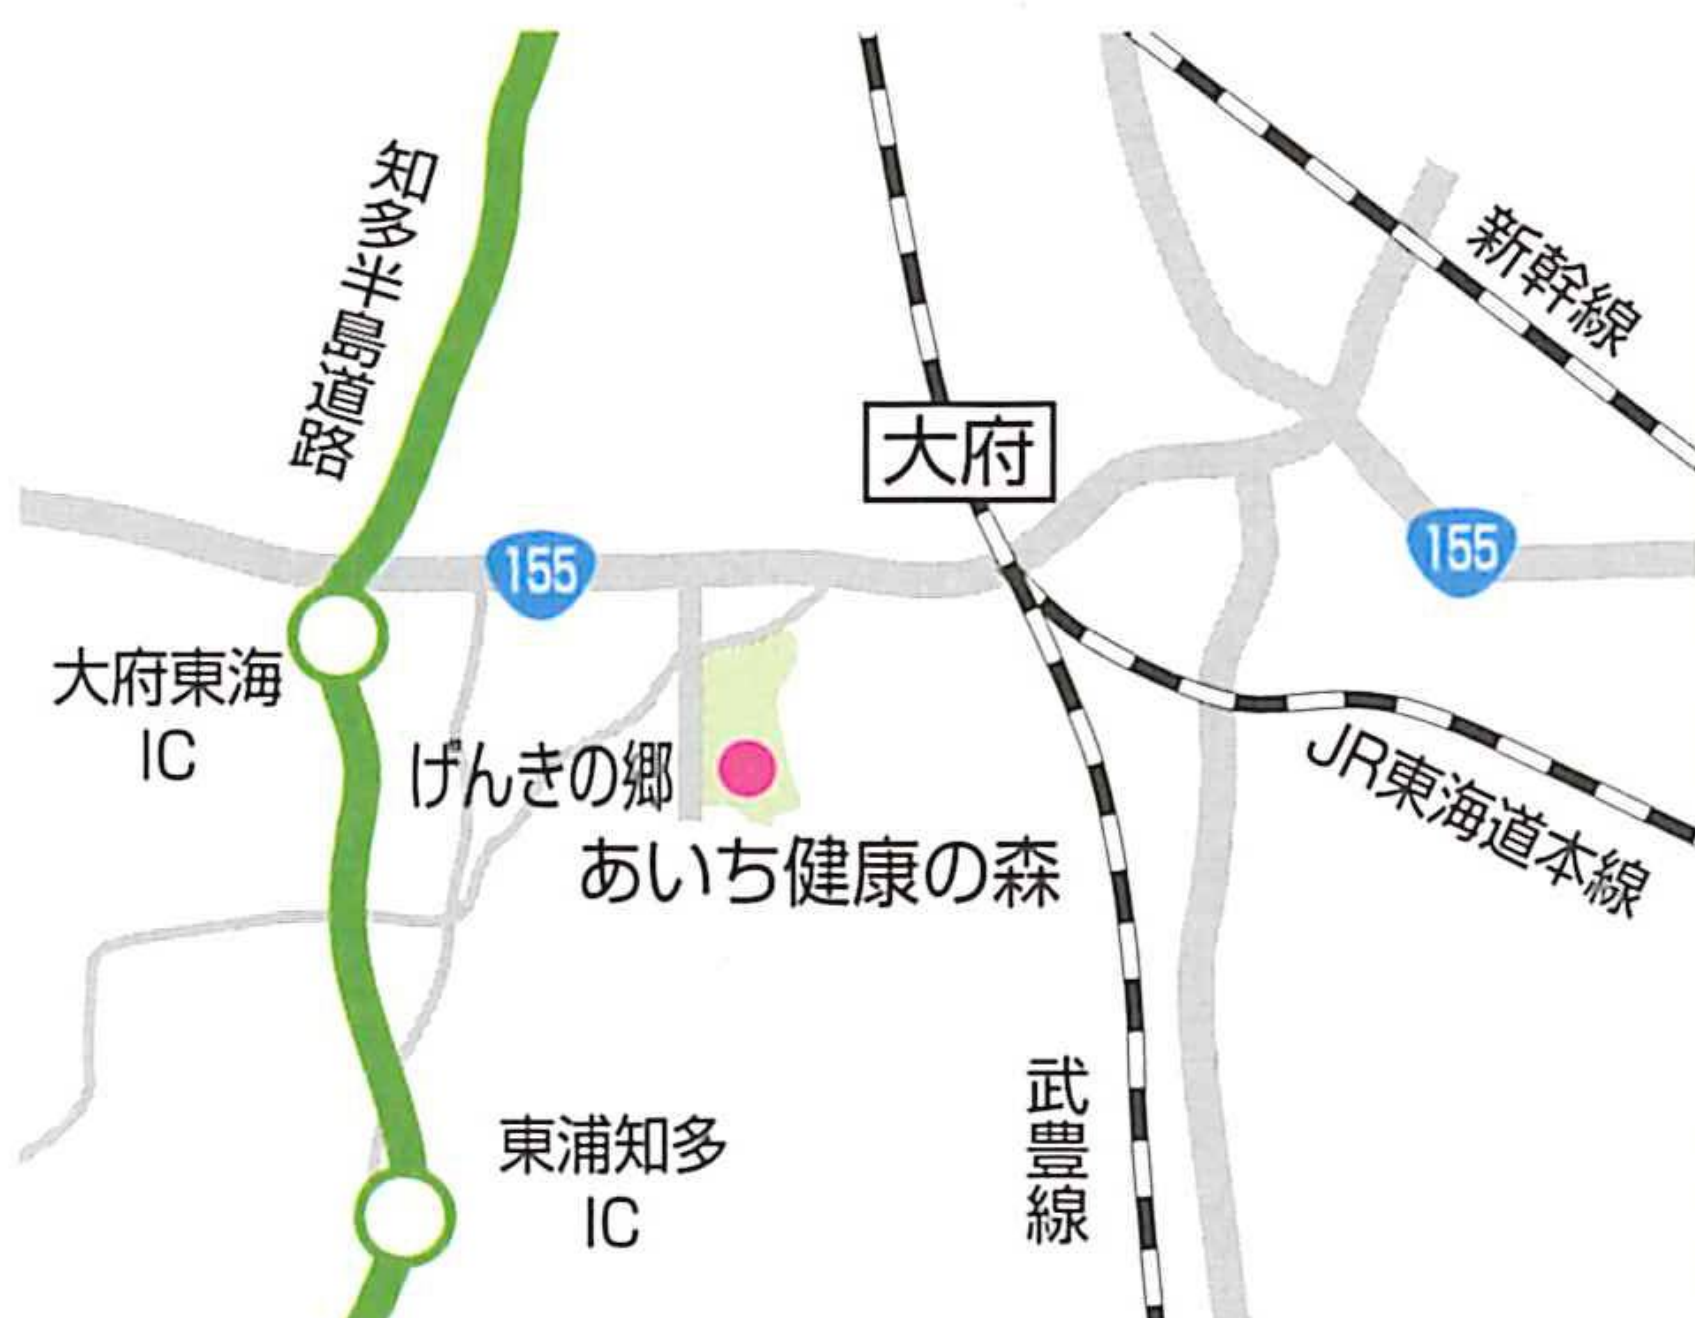 知多半島道路
新幹線
大府
155
155
大府東海
IC
げんきの郷
あいち健康の森
JR東海道本線
武豊線
東浦知多
IC